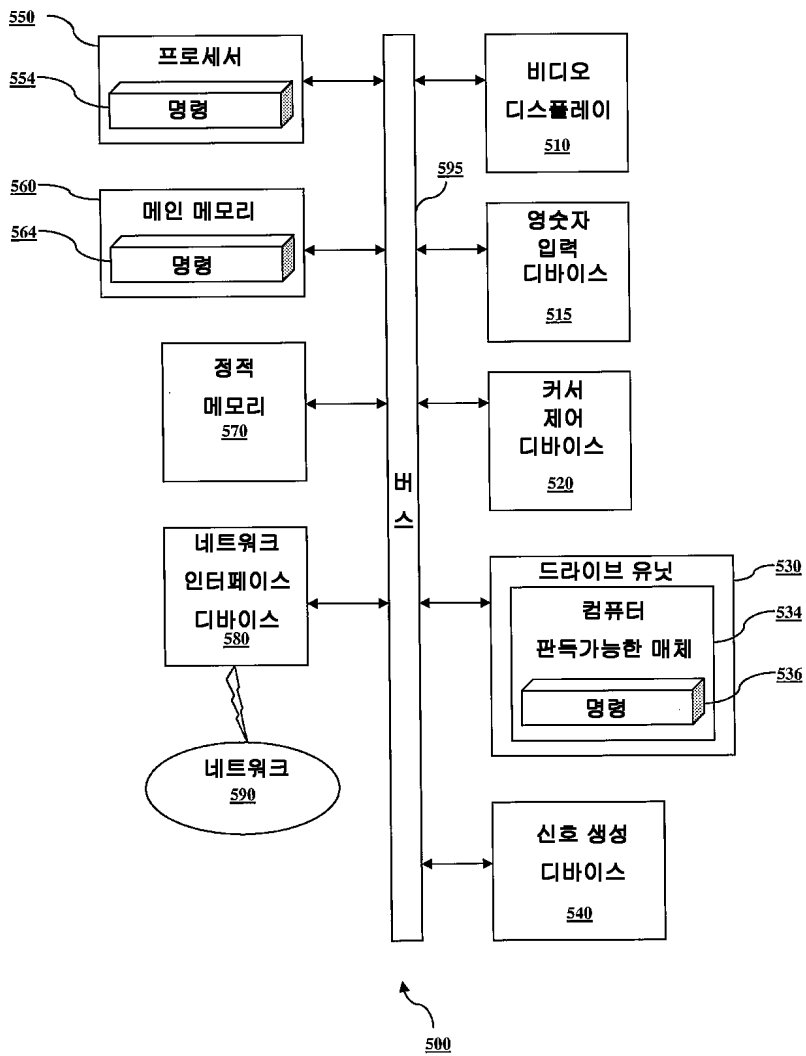 550
프로세서
554
명령
560
메인 메모리
564
명령
정적
메모리
570
네트워크
인터페이스
디바이스
580
네트워크
590
버
스
595
비디오
디스플레이
510
영숫자
입력
디바이스
515
커서
제어
디바이스
520
드라이브 유닛
530
컴퓨터
534
판독가능한 매체
536
명령
신호 생성
디바이스
540
500